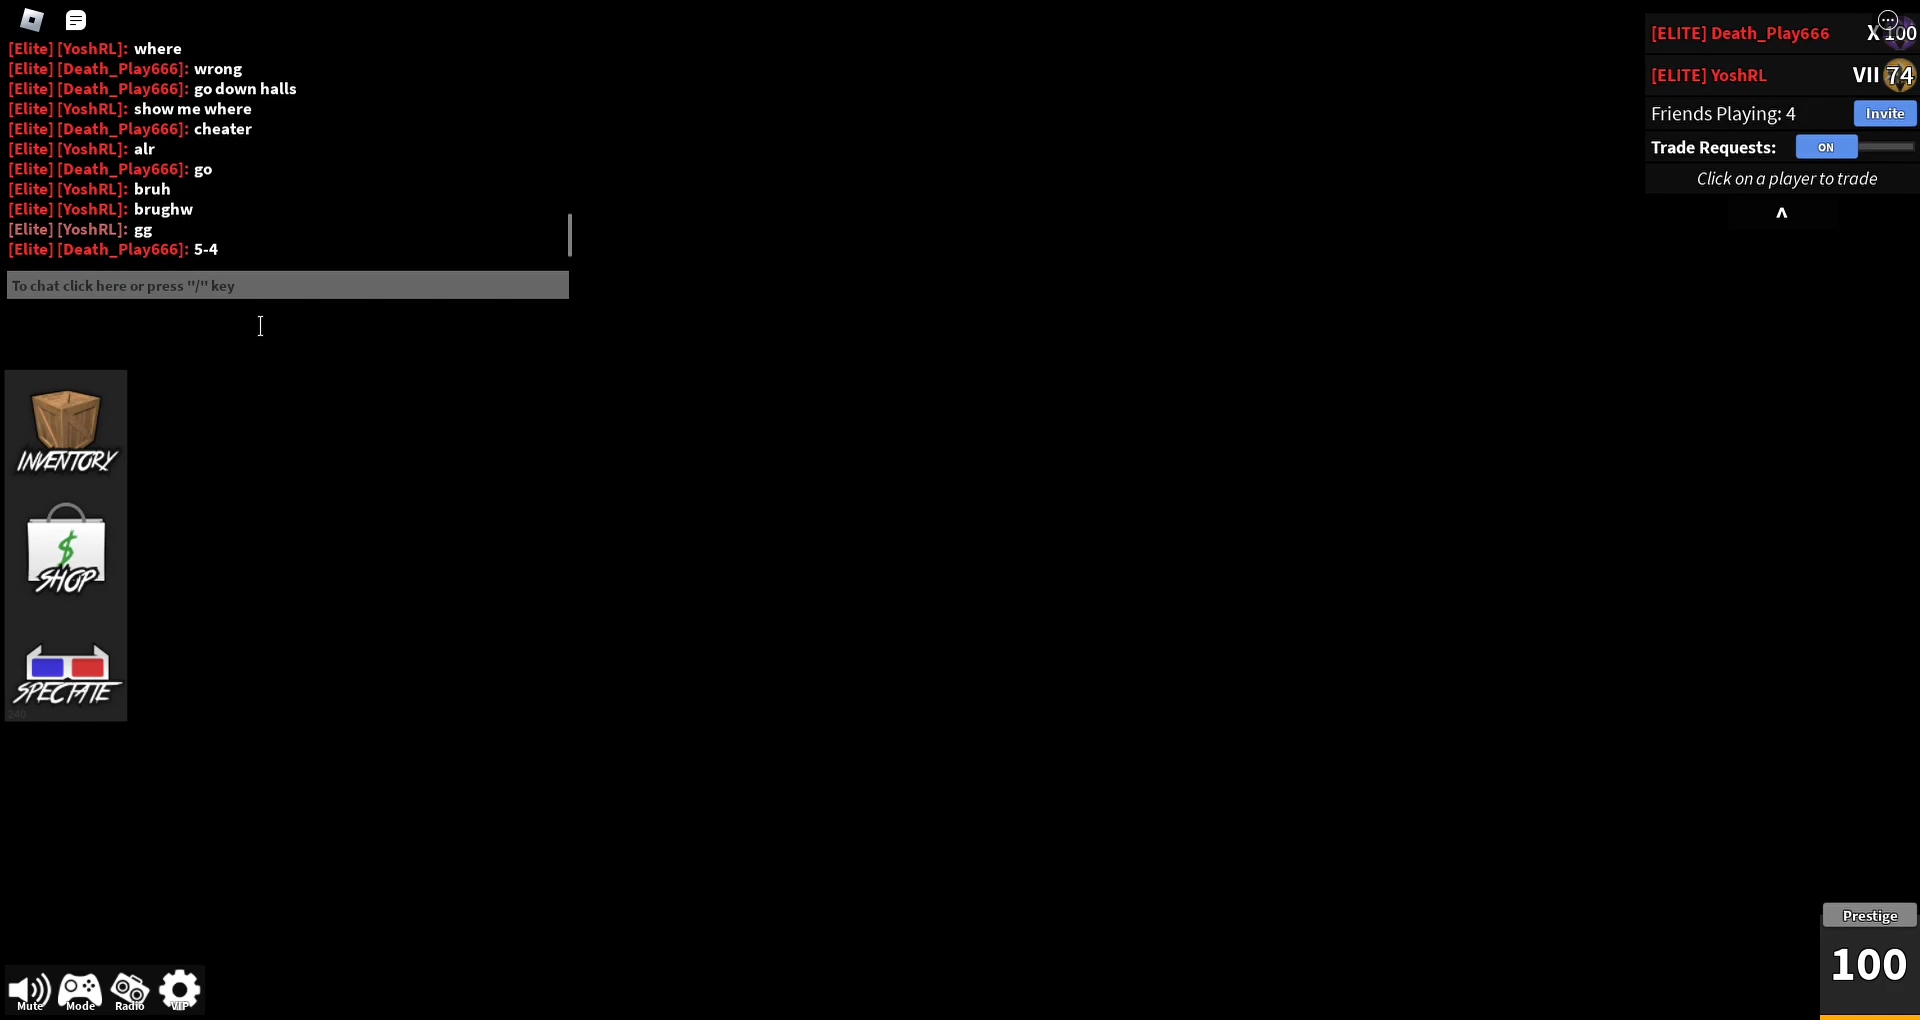 [Elite] [YoshRL]: where
[Elite] [Death_Play666]: wrong
[Elite] [Death_Play666]: go down halls
[Elite] [YoshRL]: show me where
[Elite] [Death_Play666]: cheater
[Elite] [YoshRL]: alr
[Elite] [Death_Play666]: go
[Elite] [YoshRL]: bruh
[Elite] [YoshRL]: brughw
[Elite] [YoshRL]: gg
[Elite] [Death_Play666]: 5-4
To chat click here or press "/" key
[ELITE] Death_Play666 X 100
[ELITE] YoshRL VII 74
Friends Playing: 4 Invite
Trade Requests: ON
Click on a player to trade
^
INVENTORY
$
SHOP
SPECTATE
240
Mute Mode Radio VIP
Prestige
100